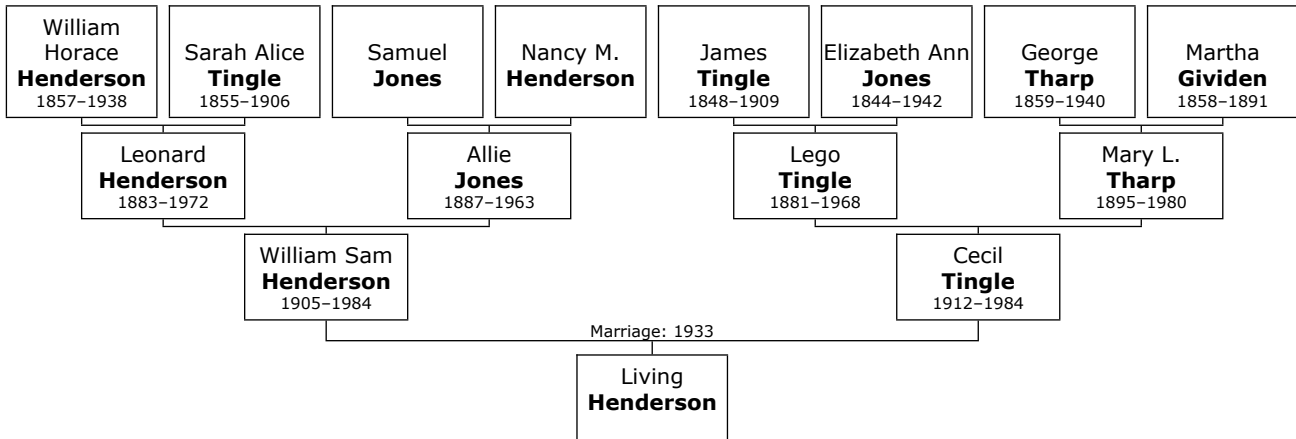 William
Horace
Henderson
1857–1938
Sarah Alice
Tingle
1855–1906
Samuel
Jones
Nancy M.
Henderson
James
Tingle
1848–1909
Elizabeth Ann
Jones
1844–1942
George
Tharp
1859–1940
Martha
Gividen
1858–1891
Leonard
Henderson
1883–1972
Allie
Jones
1887–1963
Lego
Tingle
1881–1968
Mary L.
Tharp
1895–1980
William Sam
Henderson
1905–1984
Cecil
Tingle
1912–1984
Marriage: 1933
Living
Henderson